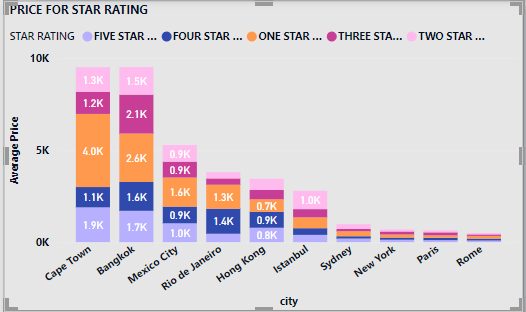 PRICE FOR STAR RATING
STAR RATING FIVE STAR ... FOUR STAR ... ONE STAR ... THREE STA... TWO STAR ...
10K
5K
0K
Average Price
1.3K
1.2K
4.0K
1.1K
1.9K
1.5K
2.1K
2.6K
1.6K
1.7K
0.9K
0.9K
1.6K
0.9K
1.0K
1.3K
1.4K
0.7K
0.9K
0.8K
1.0K
Cape Town
Bangkok
Mexico City
Rio de Janeiro
Hong Kong
Istanbul
Sydney
New York
Paris
Rome
city